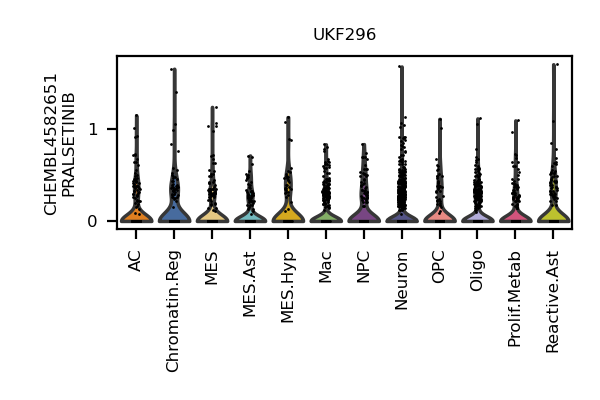 UKF296
CHEMBL4582651
PRALSETINIB
1
0
AC
Chromatin.Reg
MES
MES.Ast
MES.Hyp
Mac
NPC
Neuron
OPC
Oligo
Prolif.Metab
Reactive.Ast